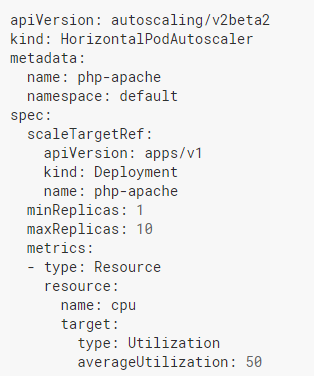 apiVersion: autoscaling/v2beta2
kind: HorizontalPodAutoscaler
metadata:
  name: php-apache
  namespace: default
spec:
  scaleTargetRef:
    apiVersion: apps/v1
    kind: Deployment
    name: php-apache
  minReplicas: 1
  maxReplicas: 10
  metrics:
  - type: Resource
    resource:
      name: cpu
      target:
        type: Utilization
        averageUtilization: 50